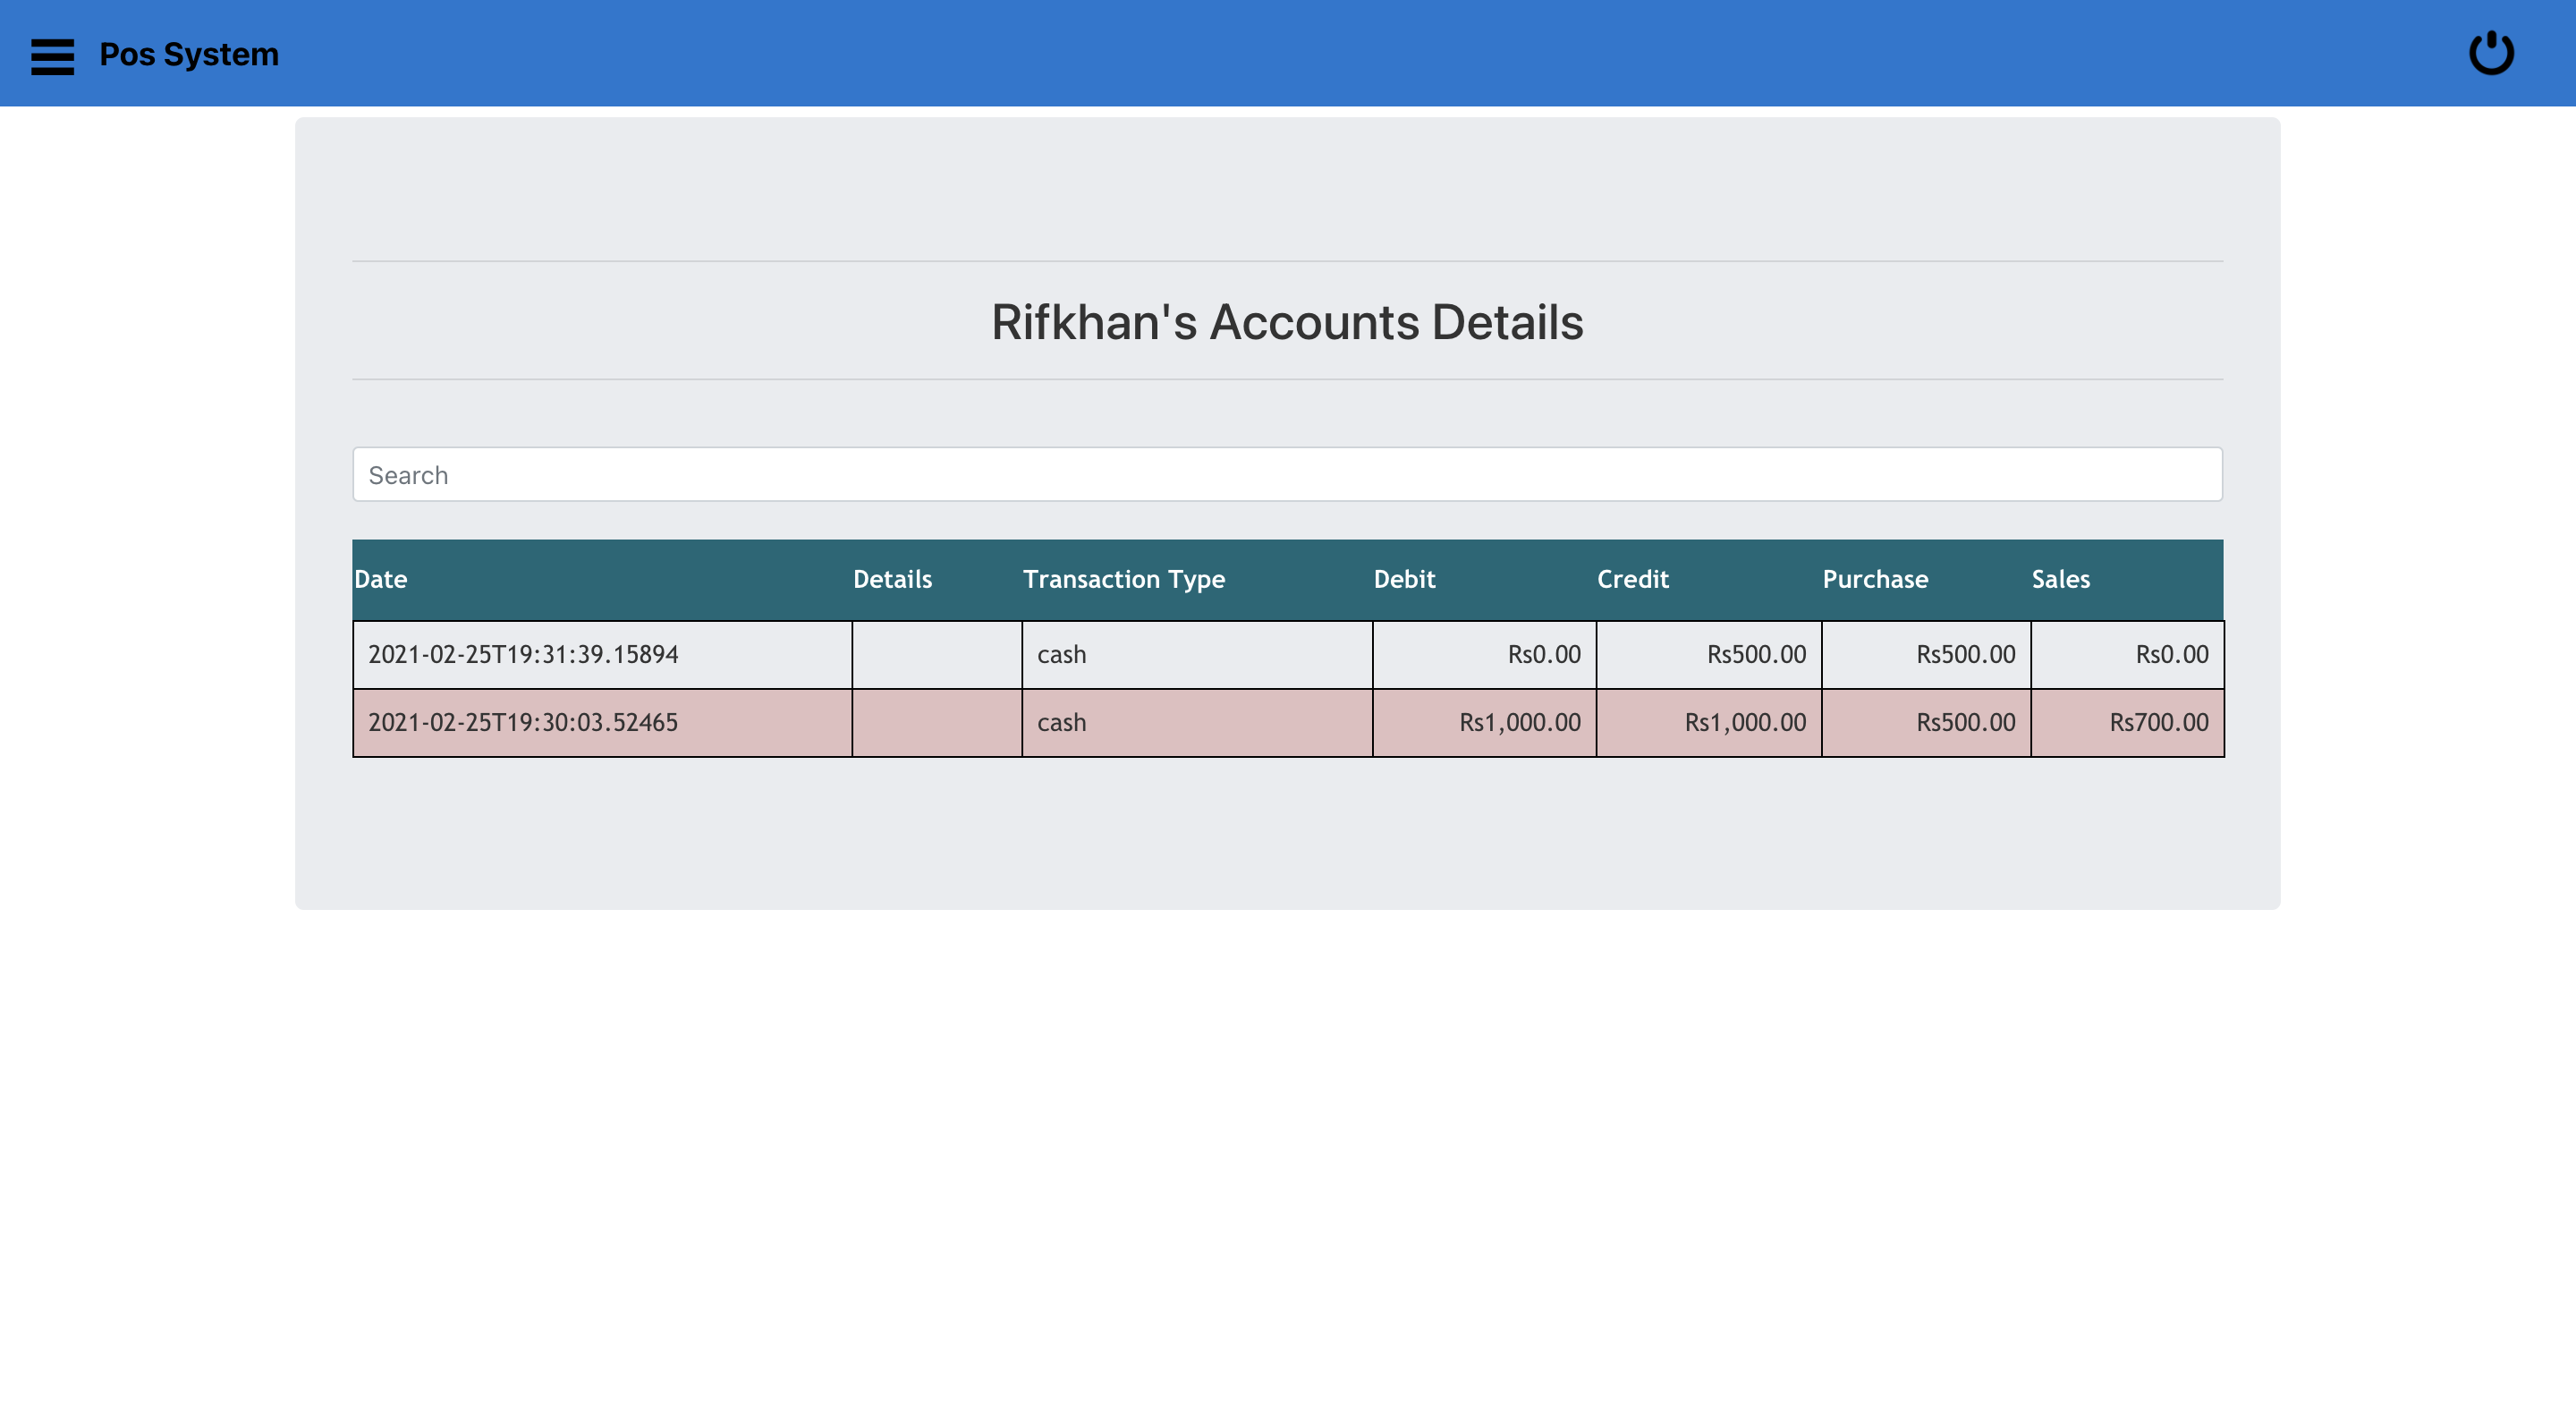 Pos System
Rifkhan's Accounts Details
Search
Date Details Transaction Type Debit Credit Purchase Sales
2021-02-25T19:31:39.15894 cash Rs0.00 Rs500.00 Rs500.00 Rs0.00
2021-02-25T19:30:03.52465 cash Rs1,000.00 Rs1,000.00 Rs500.00 Rs700.00